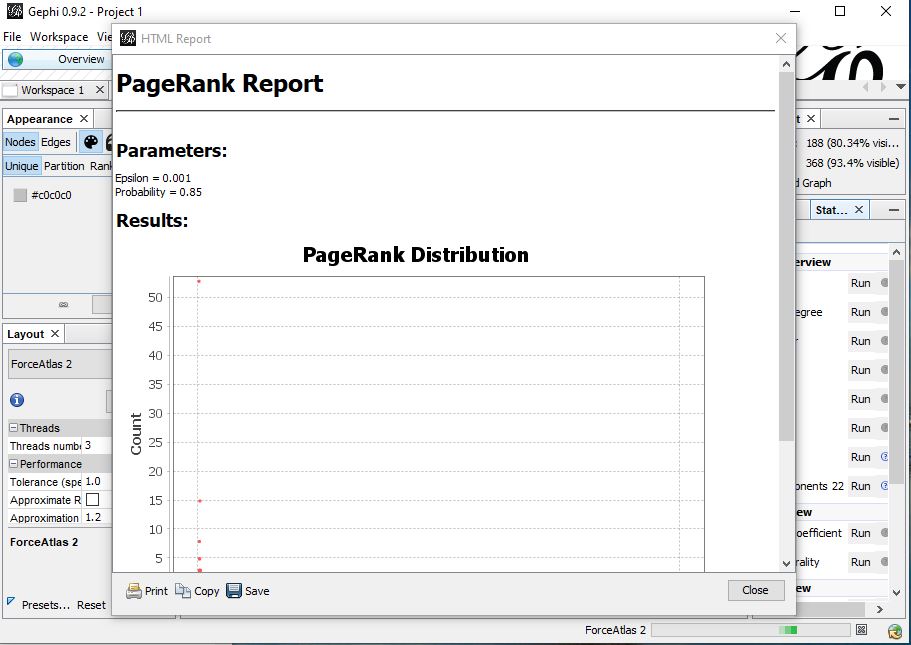 Gephi 0.9.2 - Project 1
File Workspace Vie
HTML Report
Overview
Workspace 1
PageRank Report
Appearance
Nodes Edges
Unique Partition Rank
#c0c0c0
Parameters:
Epsilon = 0.001
Probability = 0.85
Results:
PageRank Distribution
50
45
40
35
30
25
20
15
10
5
Count
188 (80.34% visi...
368 (93.4% visible)
d Graph
Stat...
erview
Run
egree Run
r Run
Run
Run
Run
Run
onents 22 Run
ew
oefficient Run
rality Run
ew
Layout
ForceAtlas 2
Threads
Threads numbe 3
Performance
Tolerance (spe 1.0
Approximate R
Approximation 1.2
ForceAtlas 2
Presets... Reset
Print Copy Save
Close
ForceAtlas 2